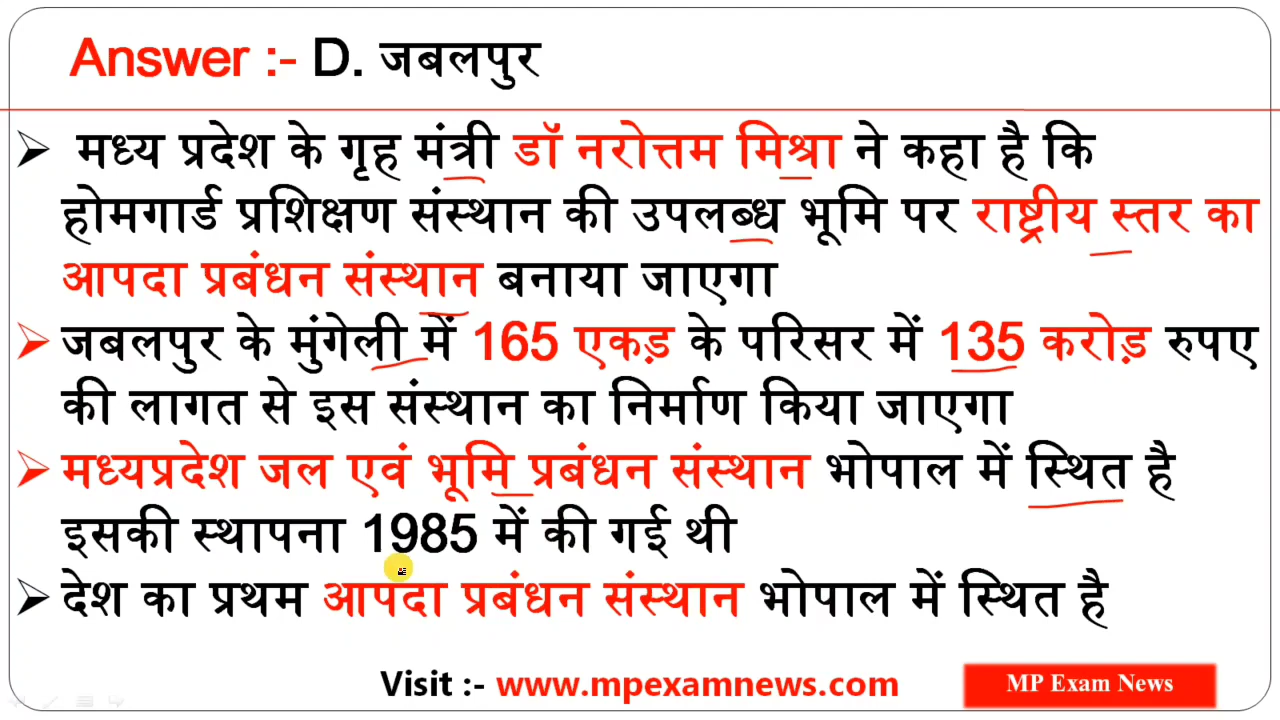 Answer :- D. जबलपुर
मध्य प्रदेश के गृह मंत्री डॉ नरोत्तम मिश्रा ने कहा है कि
होमगार्ड प्रशिक्षण संस्थान की उपलब्ध भूमि पर राष्ट्रीय स्तर का
आपदा प्रबंधन संस्थान बनाया जाएगा
जबलपुर के मुंगेली में 165 एकड़ के परिसर में 135 करोड़ रुपए
की लागत से इस संस्थान का निर्माण किया जाएगा
मध्यप्रदेश जल एवं भूमि प्रबंधन संस्थान भोपाल में स्थित है
इसकी स्थापना 1985 में की गई थी
देश का प्रथम आपदा प्रबंधन संस्थान भोपाल में स्थित है
Visit :- www.mpexamnews.com
MP Exam News